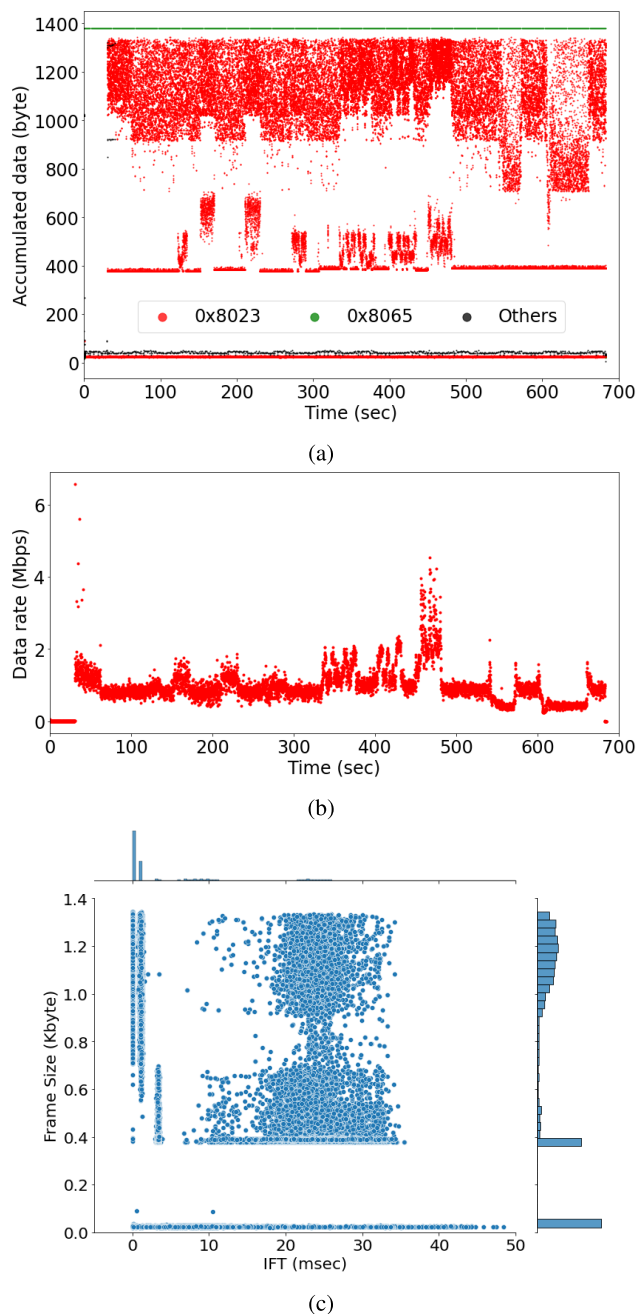 1400
1200
1000
800
600
400
200
0
Accumulated data (byte)
0x8023 0x8065 Others
0 100 200 300 400 500 600 700
Time (sec)
(a)
6
4
2
0
Data rate (Mbps)
0 100 200 300 400 500 600 700
Time (sec)
(b)
1.4
1.2
1.0
0.8
0.6
0.4
0.2
0.0
Frame Size (Kbyte)
0 10 20 30 40 50
IFT (msec)
(c)